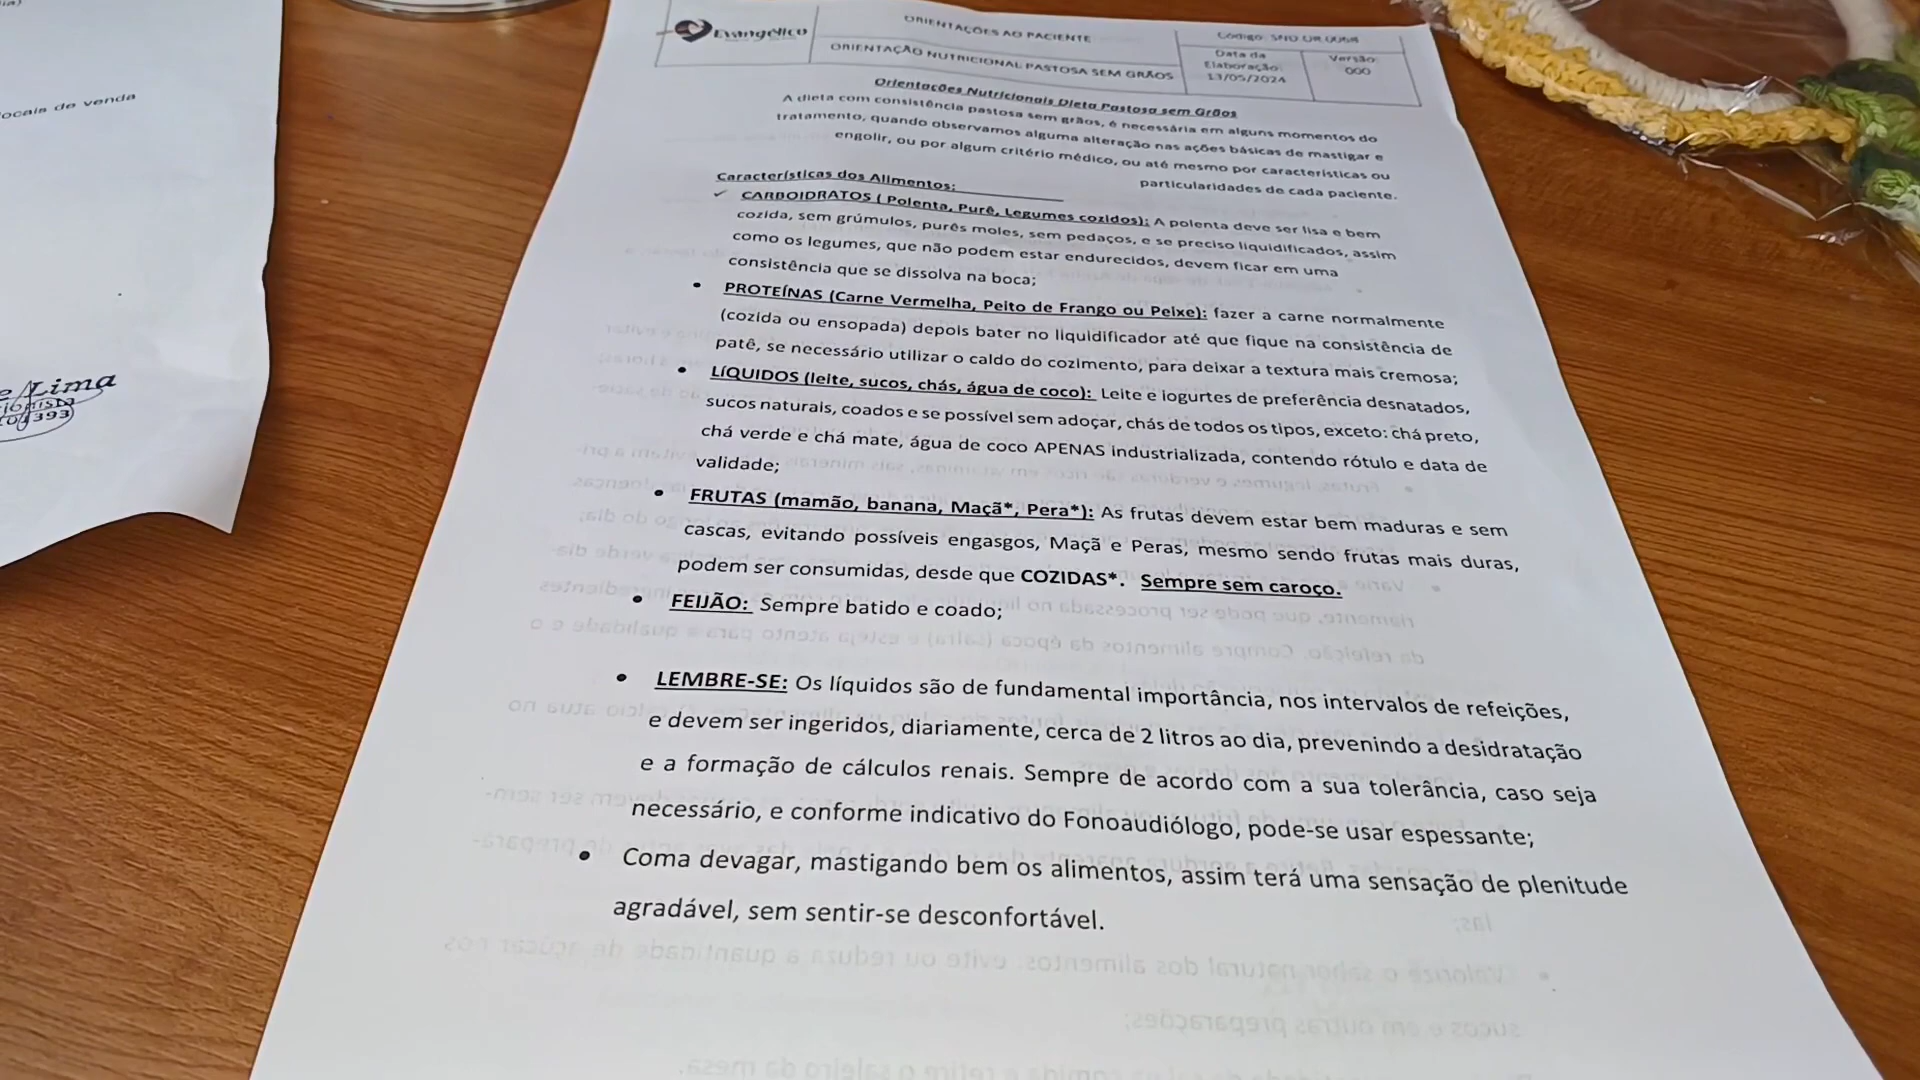 ocais de venda
e Lima
Evangélico
ORIENTAÇÕES AO PACIENTE
ORIENTAÇÃO NUTRICIONAL PASTOSA SEM GRÃOS
Data da
Elaboração:
13/05/2024
Versão
000
Orientações Nutricionais Dieta Pastosa sem Grãos
A dieta com consistência pastosa sem grãos, é necessária em alguns momentos do
tratamento, quando observamos alguma alteração nas ações básicas de mastigar e
engolir, ou por algum critério médico, ou até mesmo por características ou
particularidades de cada paciente.
Características dos Alimentos:
✓ CARBOIDRATOS ( Polenta, Purê, Legumes cozidos): A polenta deve ser lisa e bem
cozida, sem grúmulos, purês moles, sem pedaços, e se preciso liquidificados, assim
como os legumes, que não podem estar endurecidos, devem ficar em uma
consistência que se dissolva na boca;
• PROTEÍNAS (Carne Vermelha, Peito de Frango ou Peixe): fazer a carne normalmente
(cozida ou ensopada) depois bater no liquidificador até que fique na consistência de
patê, se necessário utilizar o caldo do cozimento, para deixar a textura mais cremosa;
• LÍQUIDOS (leite, sucos, chás, água de coco): Leite e iogurtes de preferência desnatados,
sucos naturais, coados e se possível sem adoçar, chás de todos os tipos, exceto: chá preto,
chá verde e chá mate, água de coco APENAS industrializada, contendo rótulo e data de
validade;
• FRUTAS (mamão, banana, Maçã*, Pera*): As frutas devem estar bem maduras e sem
cascas, evitando possíveis engasgos, Maçã e Peras, mesmo sendo frutas mais duras,
podem ser consumidas, desde que COZIDAS*. Sempre sem caroço.
• FEIJÃO: Sempre batido e coado;
• LEMBRE-SE: Os líquidos são de fundamental importância, nos intervalos de refeições,
e devem ser ingeridos, diariamente, cerca de 2 litros ao dia, prevenindo a desidratação
e a formação de cálculos renais. Sempre de acordo com a sua tolerância, caso seja
necessário, e conforme indicativo do Fonoaudiólogo, pode-se usar espessante;
• Coma devagar, mastigando bem os alimentos, assim terá uma sensação de plenitude
agradável, sem sentir-se desconfortável.